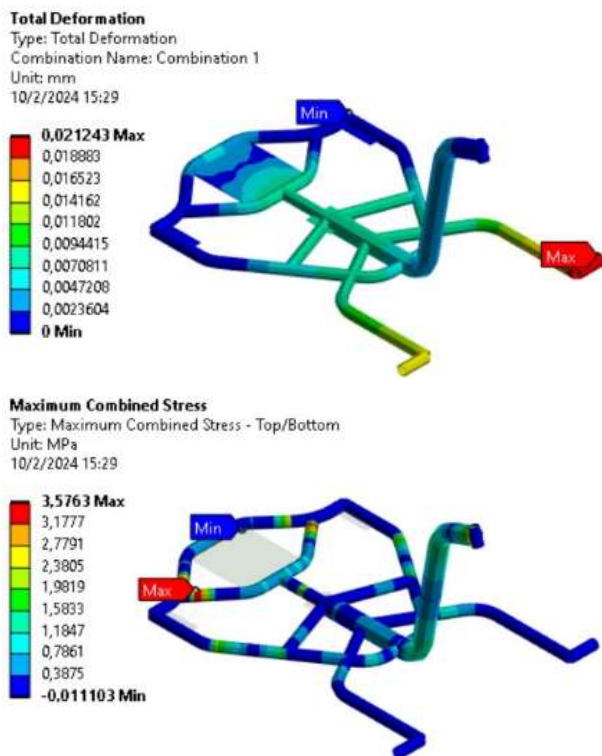 Total Deformation
Type: Total Deformation
Combination Name: Combination 1
Unit: mm
10/2/2024 15:29
0,021243 Max
0,018883
0,016523
0,014162
0,011802
0,0094415
0,0070811
0,0047208
0,0023604
0 Min
Min
Max
Maximum Combined Stress
Type: Maximum Combined Stress - Top/Bottom
Unit: MPa
10/2/2024 15:29
3,5763 Max
3,1777
2,7791
2,3805
1,9819
1,5833
1,1847
0,7861
0,3875
-0,011103 Min
Min
Max